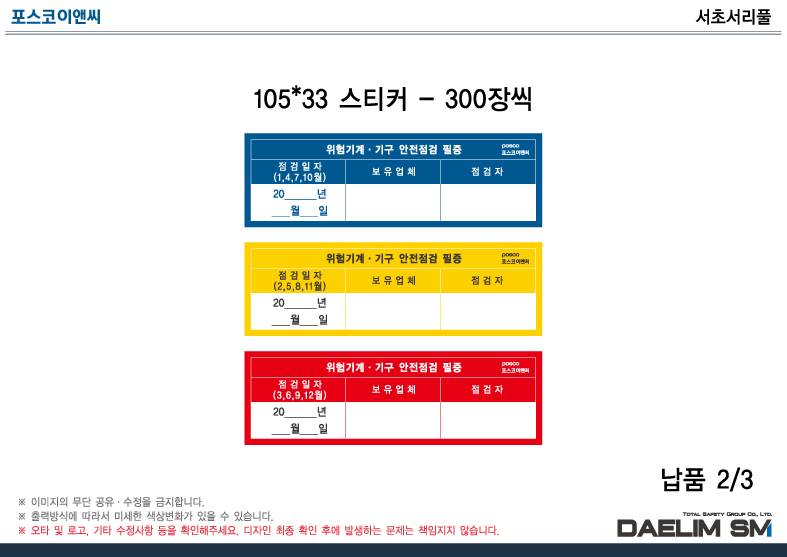 포스코이앤씨
서초서리풀
105*33 스티커 - 300장씩
위험기계 · 기구 안전점검 필증
posco
포스코이앤씨
점 검 일 자
(1,4,7,10월)
보 유 업 체
점 검 자
20______년
___월___일
위험기계 · 기구 안전점검 필증
posco
포스코이앤씨
점 검 일 자
(2,5,8,11월)
보 유 업 체
점 검 자
20______년
___월___일
위험기계 · 기구 안전점검 필증
posco
포스코이앤씨
점 검 일 자
(3,6,9,12월)
보 유 업 체
점 검 자
20______년
___월___일
납품 2/3
※ 이미지의 무단 공유 · 수정을 금지합니다.
※ 출력방식에 따라서 미세한 색상변화가 있을 수 있습니다.
※ 오타 및 로고, 기타 수정사항 등을 확인해주세요. 디자인 최종 확인 후에 발생하는 문제는 책임지지 않습니다.
TOTAL SAFETY GROUP CO., LTD.
DAELIM SM